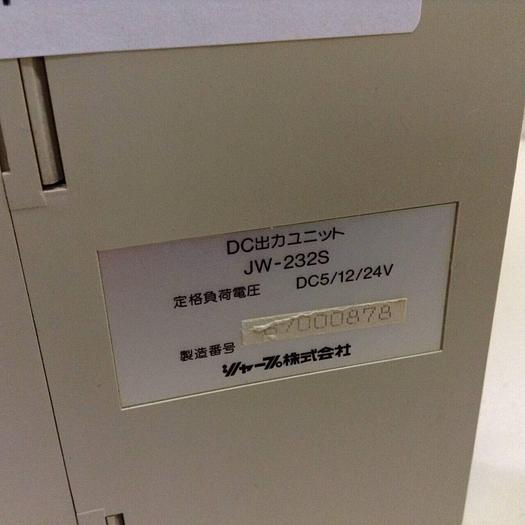 DC出力ユニット
JW-232S
定格負荷電圧 DC5/12/24V
製造番号 67000878
シャープ株式会社